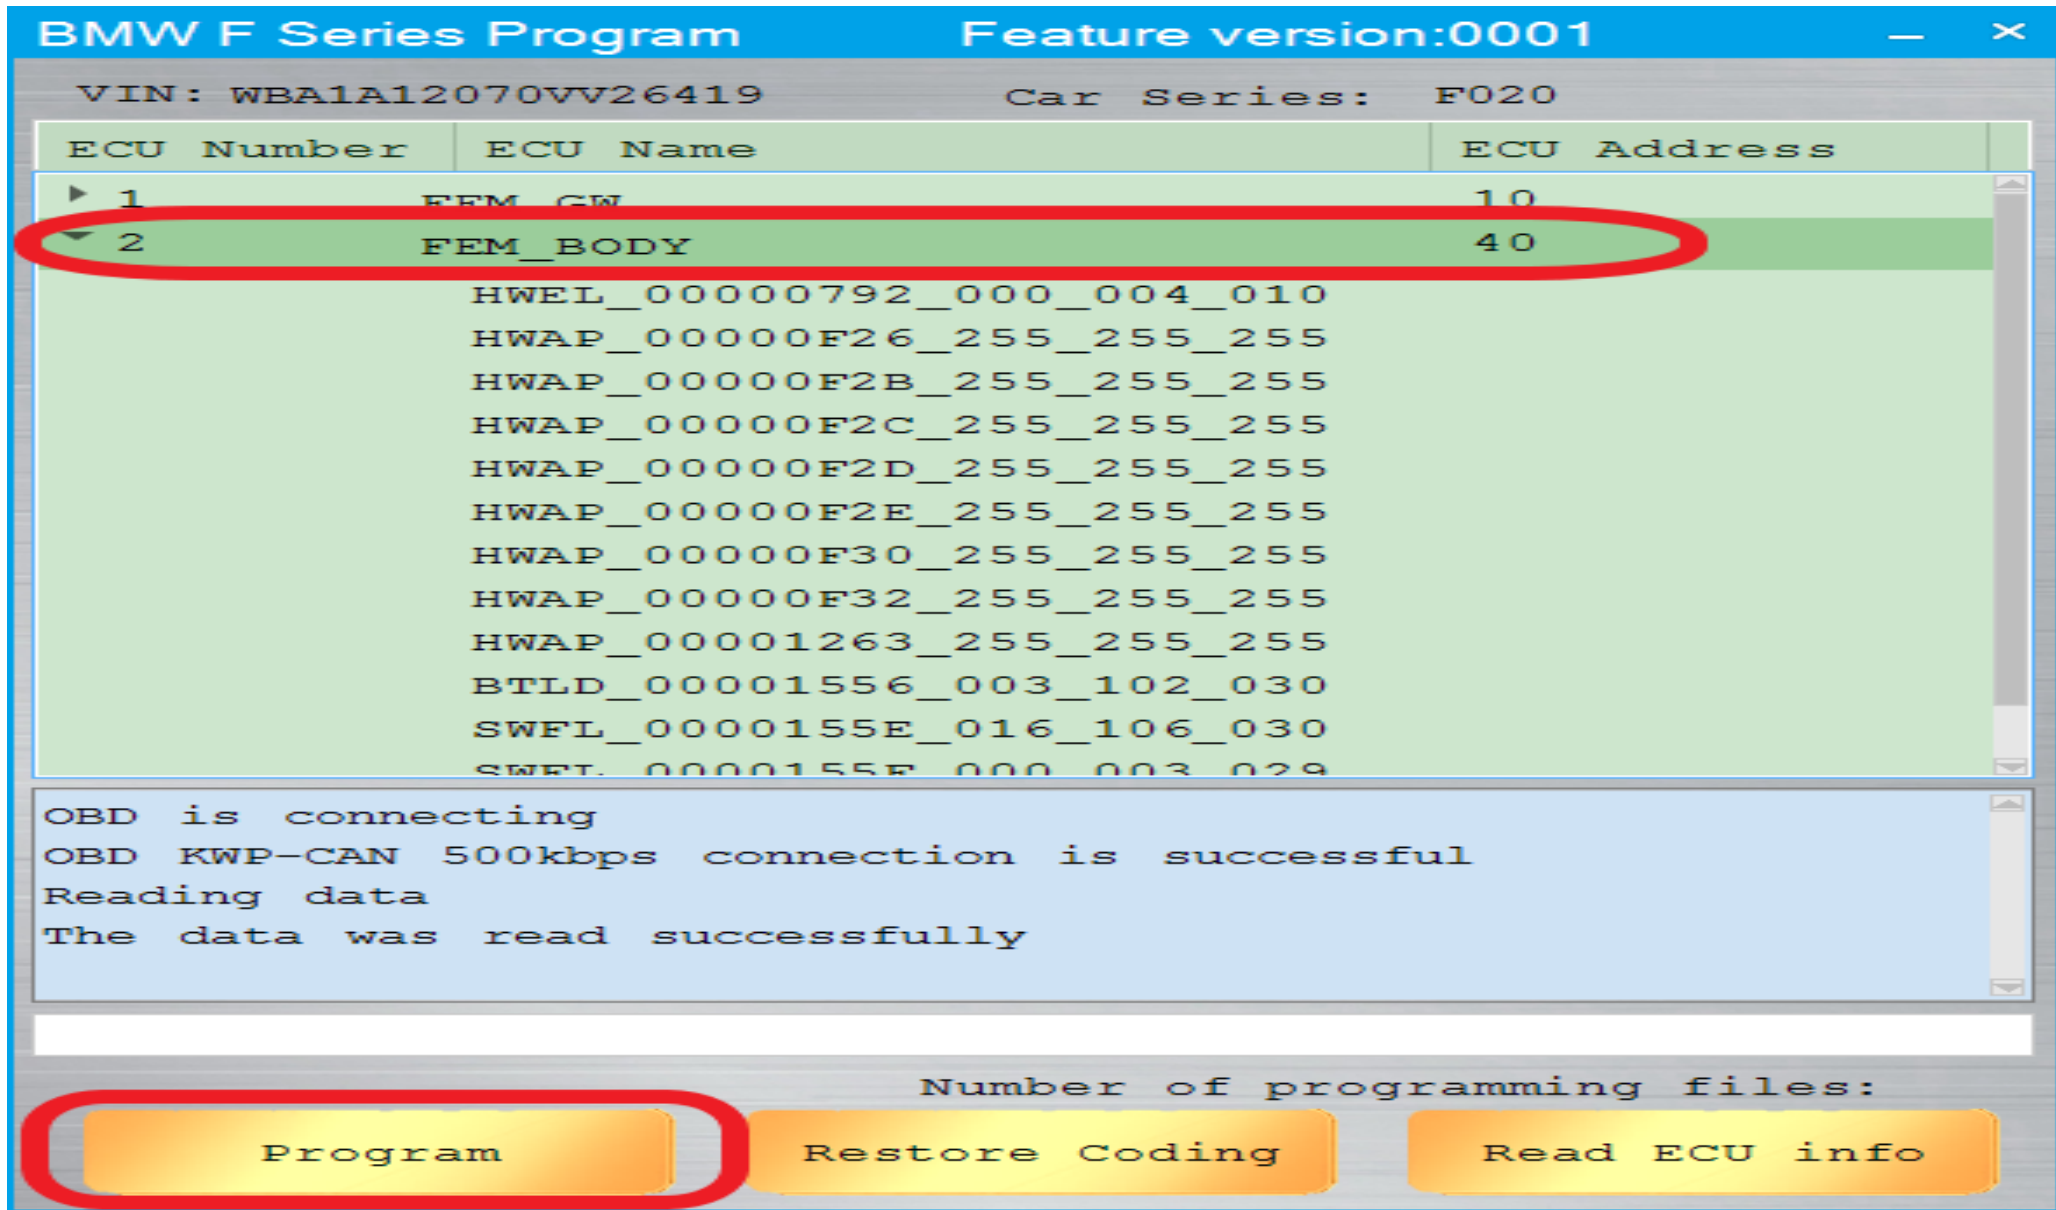 BMW F Series Program Feature version:0001
VIN: WBA1A12070VV26419 Car Series: F020
ECU Number ECU Name ECU Address
1 FEM_GW 10
2 FEM_BODY 40
HWEL_00000792_000_004_010
HWAP_00000F26_255_255_255
HWAP_00000F2B_255_255_255
HWAP_00000F2C_255_255_255
HWAP_00000F2D_255_255_255
HWAP_00000F2E_255_255_255
HWAP_00000F30_255_255_255
HWAP_00000F32_255_255_255
HWAP_00001263_255_255_255
BTLD_00001556_003_102_030
SWFL_0000155E_016_106_030
SWFL_0000155F_000_003_029
OBD is connecting
OBD KWP-CAN 500kbps connection is successful
Reading data
The data was read successfully
Number of programming files:
Program Restore Coding Read ECU info